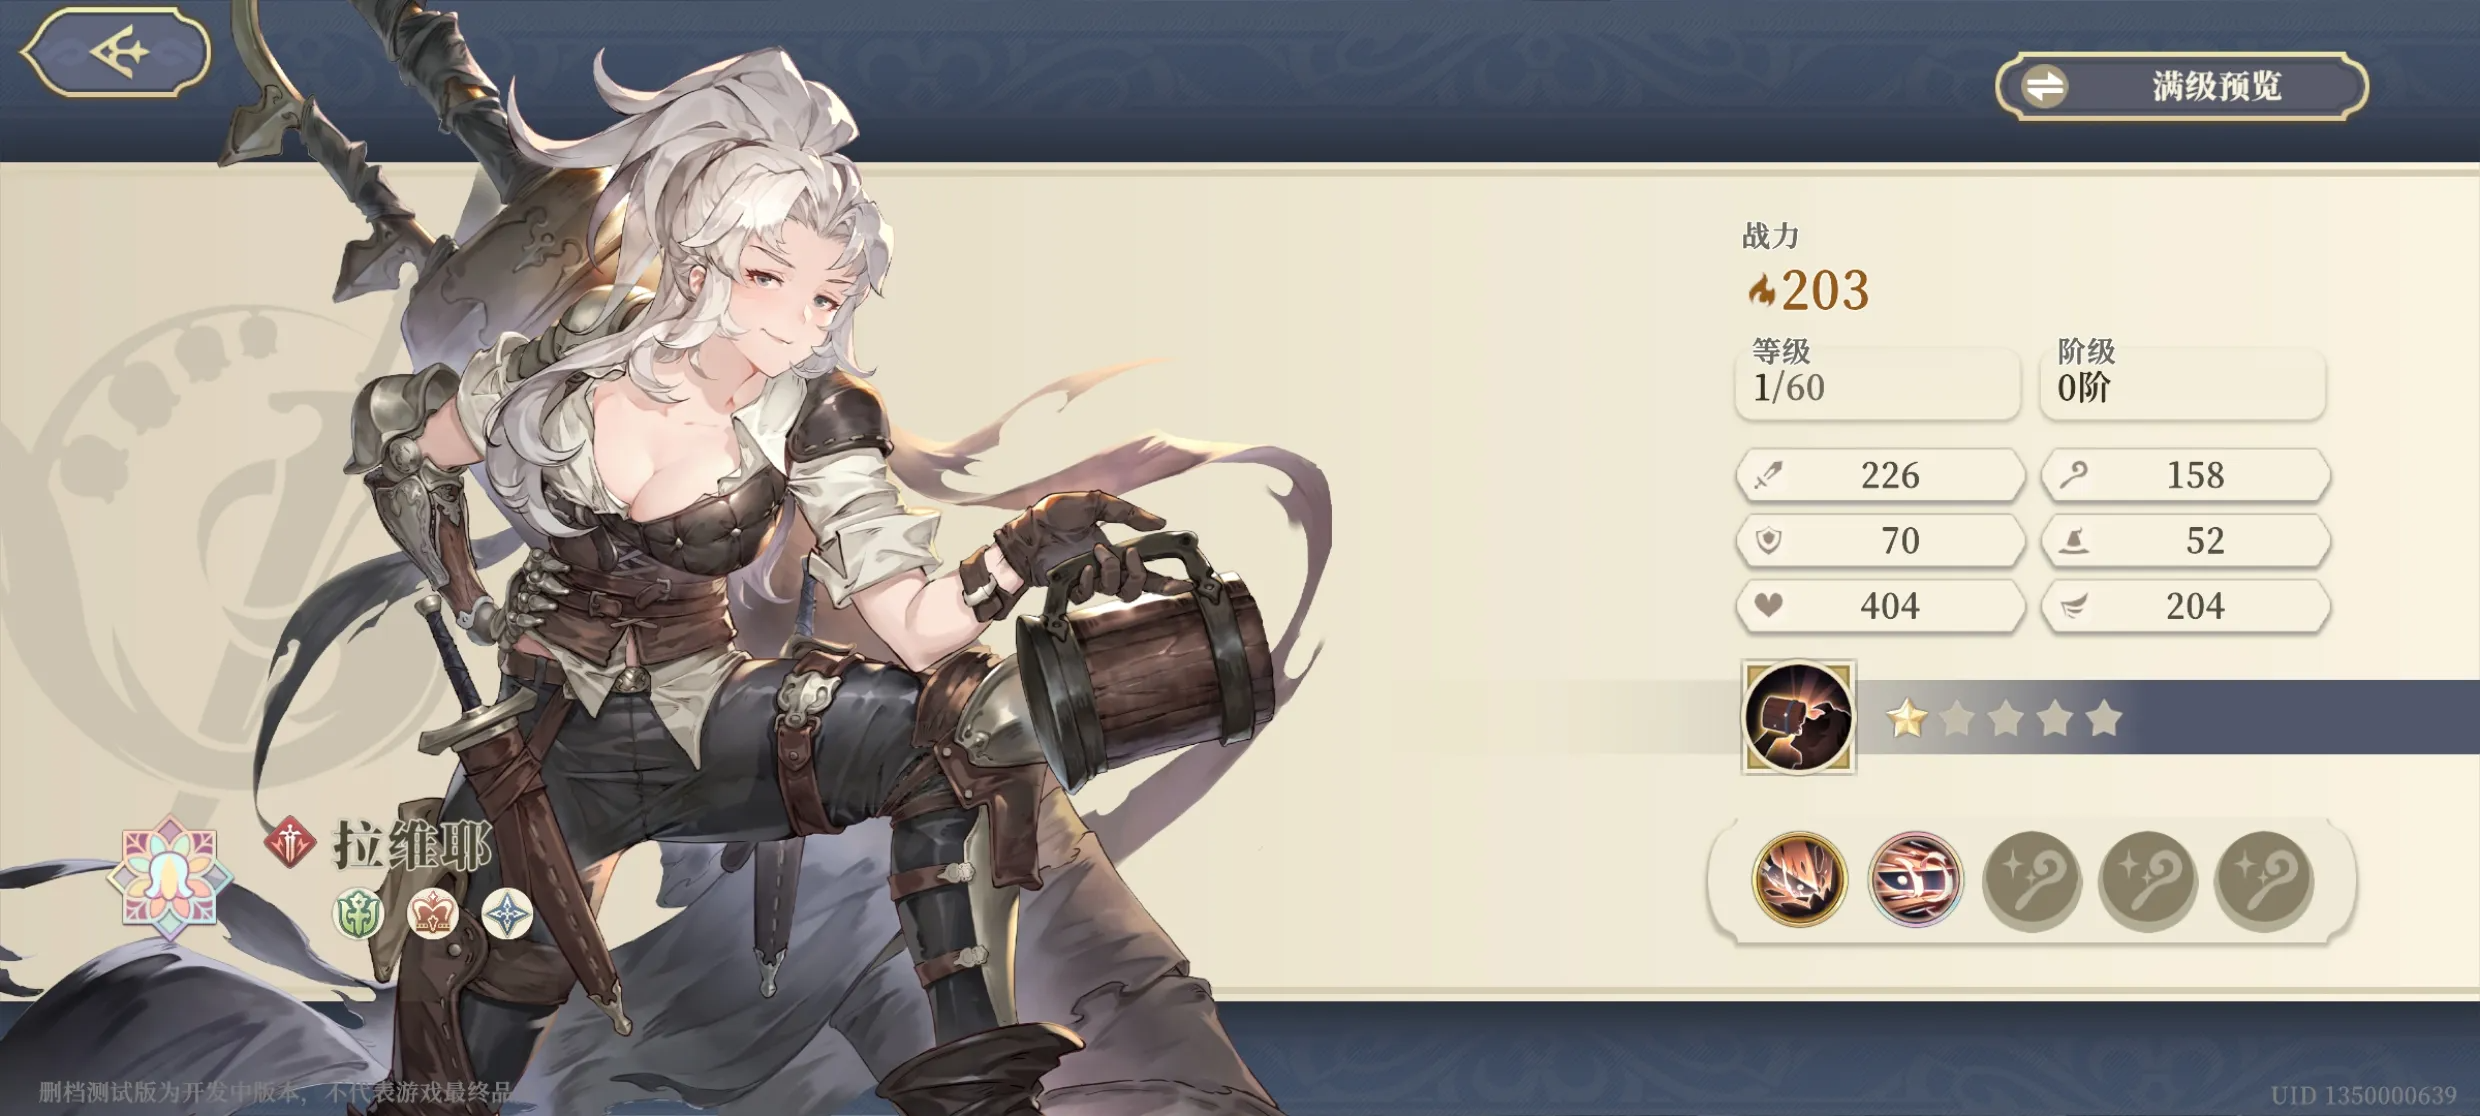 满级预览
战力
203
等级
1/60
阶级
0阶
226
158
70
52
404
204
拉维耶
删档测试版为开发中版本，不代表游戏最终品
UID 1350000639